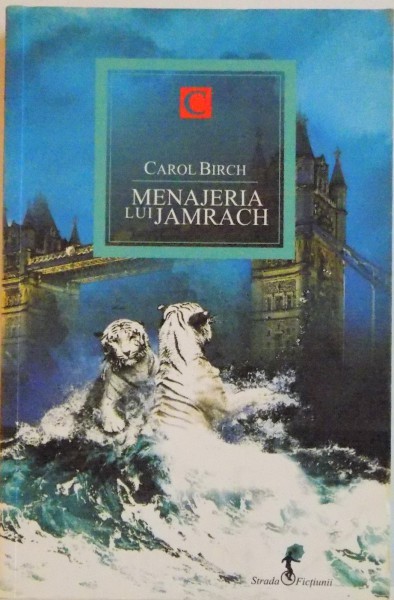 C
CAROL BIRCH
MENAJERIA
LUI JAMRACH
Strada Ficțiunii